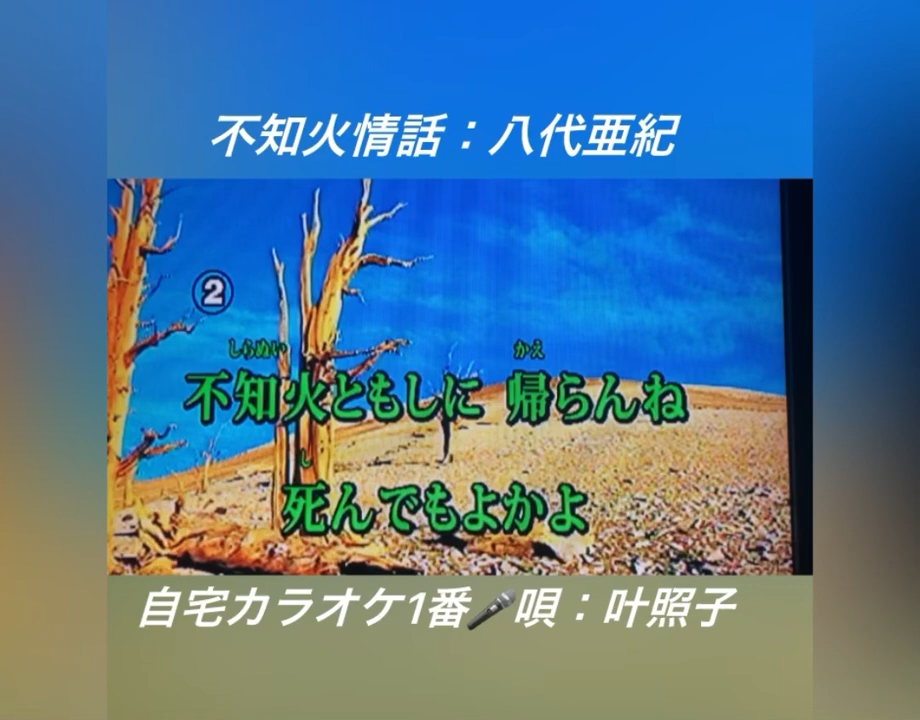 不知火情話：八代亜紀
②
しらぬい かえ
不知火ともしに 帰らんね
し
死んでもよかよ
自宅カラオケ1番🎤唄：叶照子